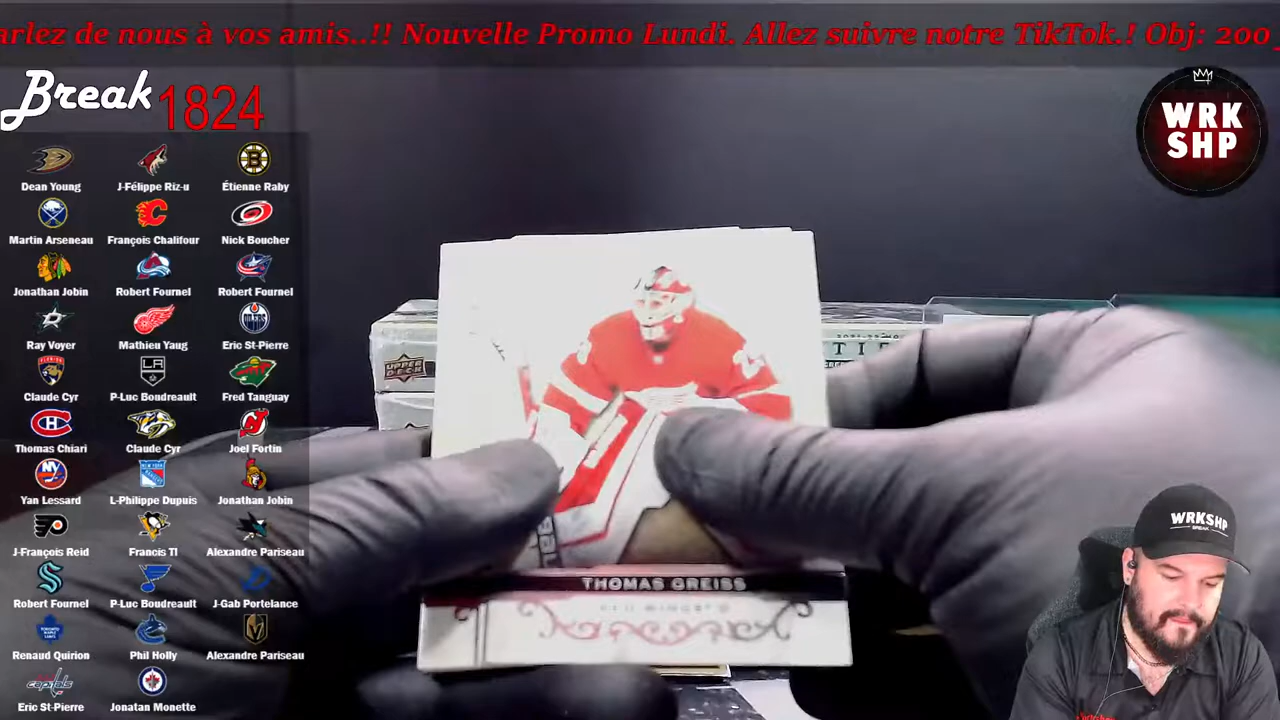 arlez de nous à vos amis..!! Nouvelle Promo Lundi. Allez suivre notre TikTok.! Obj: 200
Break 1824
WRK
SHP
Dean Young J-Félippe Riz-u Étienne Raby
Martin Arseneau François Chalifour Nick Boucher
Jonathan Jobin Robert Fournel Robert Fournel
Ray Voyer Mathieu Yaug Eric St-Pierre
Claude Cyr P-Luc Boudreault Fred Tanguay
Thomas Chiari Claude Cyr Joel Fortin
Yan Lessard L-Philippe Dupuis Jonathan Jobin
J-François Reid Francis Tl Alexandre Pariseau
Robert Fournel P-Luc Boudreault J-Gab Portelance
Renaud Quirion Phil Holly Alexandre Pariseau
Eric St-Pierre Jonatan Monette
UPPER DECK
THOMAS GREISS
RED WINGS
WRKSHP
BREAK